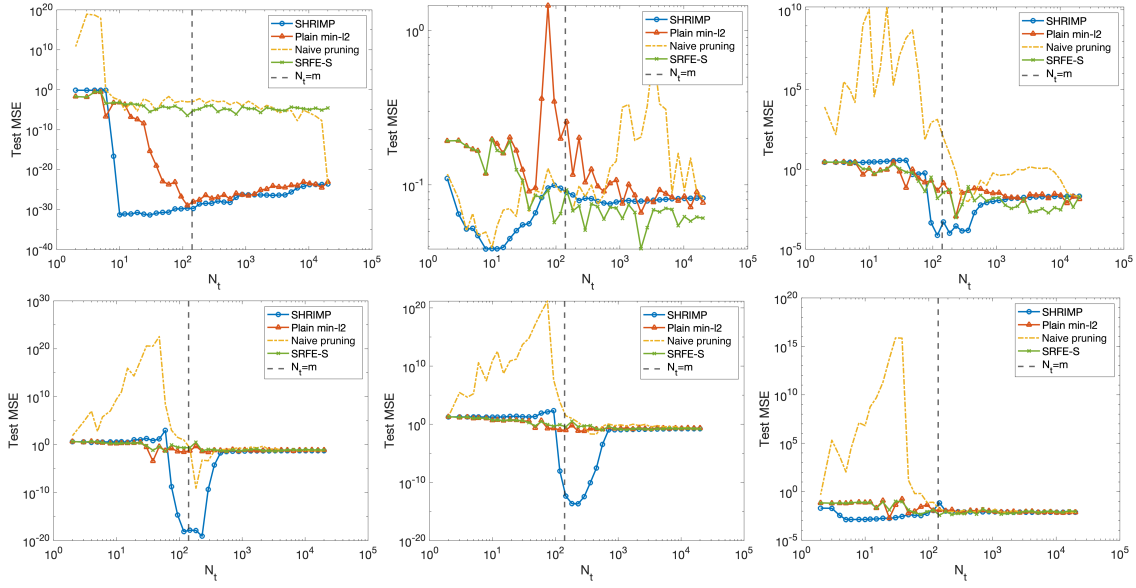 10^20
10^10
10^0
10^-10
10^-20
10^-30
10^-40
Test MSE
SHRIMP
Plain min-l2
Naive pruning
SRFE-S
N_t=m
10^0 10^1 10^2 10^3 10^4 10^5
N_t
10^0
10^-1
Test MSE
SHRIMP
Plain min-l2
Naive pruning
SRFE-S
N_t=m
10^0 10^1 10^2 10^3 10^4 10^5
N_t
10^10
10^5
10^0
10^-5
Test MSE
SHRIMP
Plain min-l2
Naive pruning
SRFE-S
N_t=m
10^0 10^1 10^2 10^3 10^4 10^5
N_t
10^30
10^20
10^10
10^0
10^-10
10^-20
Test MSE
SHRIMP
Plain min-l2
Naive pruning
SRFE-S
N_t=m
10^0 10^1 10^2 10^3 10^4 10^5
N_t
10^20
10^10
10^0
10^-10
10^-20
Test MSE
SHRIMP
Plain min-l2
Naive pruning
SRFE-S
N_t=m
10^0 10^1 10^2 10^3 10^4 10^5
N_t
10^20
10^15
10^10
10^5
10^0
10^-5
Test MSE
SHRIMP
Plain min-l2
Naive pruning
SRFE-S
N_t=m
10^0 10^1 10^2 10^3 10^4 10^5
N_t